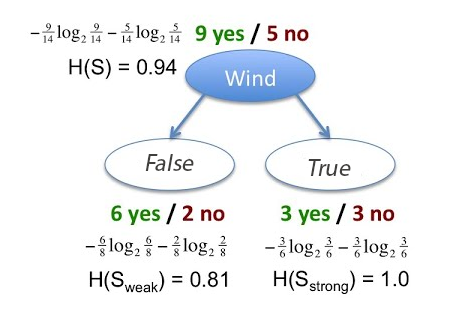 −9/14 log₂ 9/14 − 5/14 log₂ 5/14 9 yes / 5 no
H(S) = 0.94
Wind
False
True
6 yes / 2 no
3 yes / 3 no
−6/8 log₂ 6/8 − 2/8 log₂ 2/8
−3/6 log₂ 3/6 − 3/6 log₂ 3/6
H(Sweak) = 0.81
H(Sstrong) = 1.0